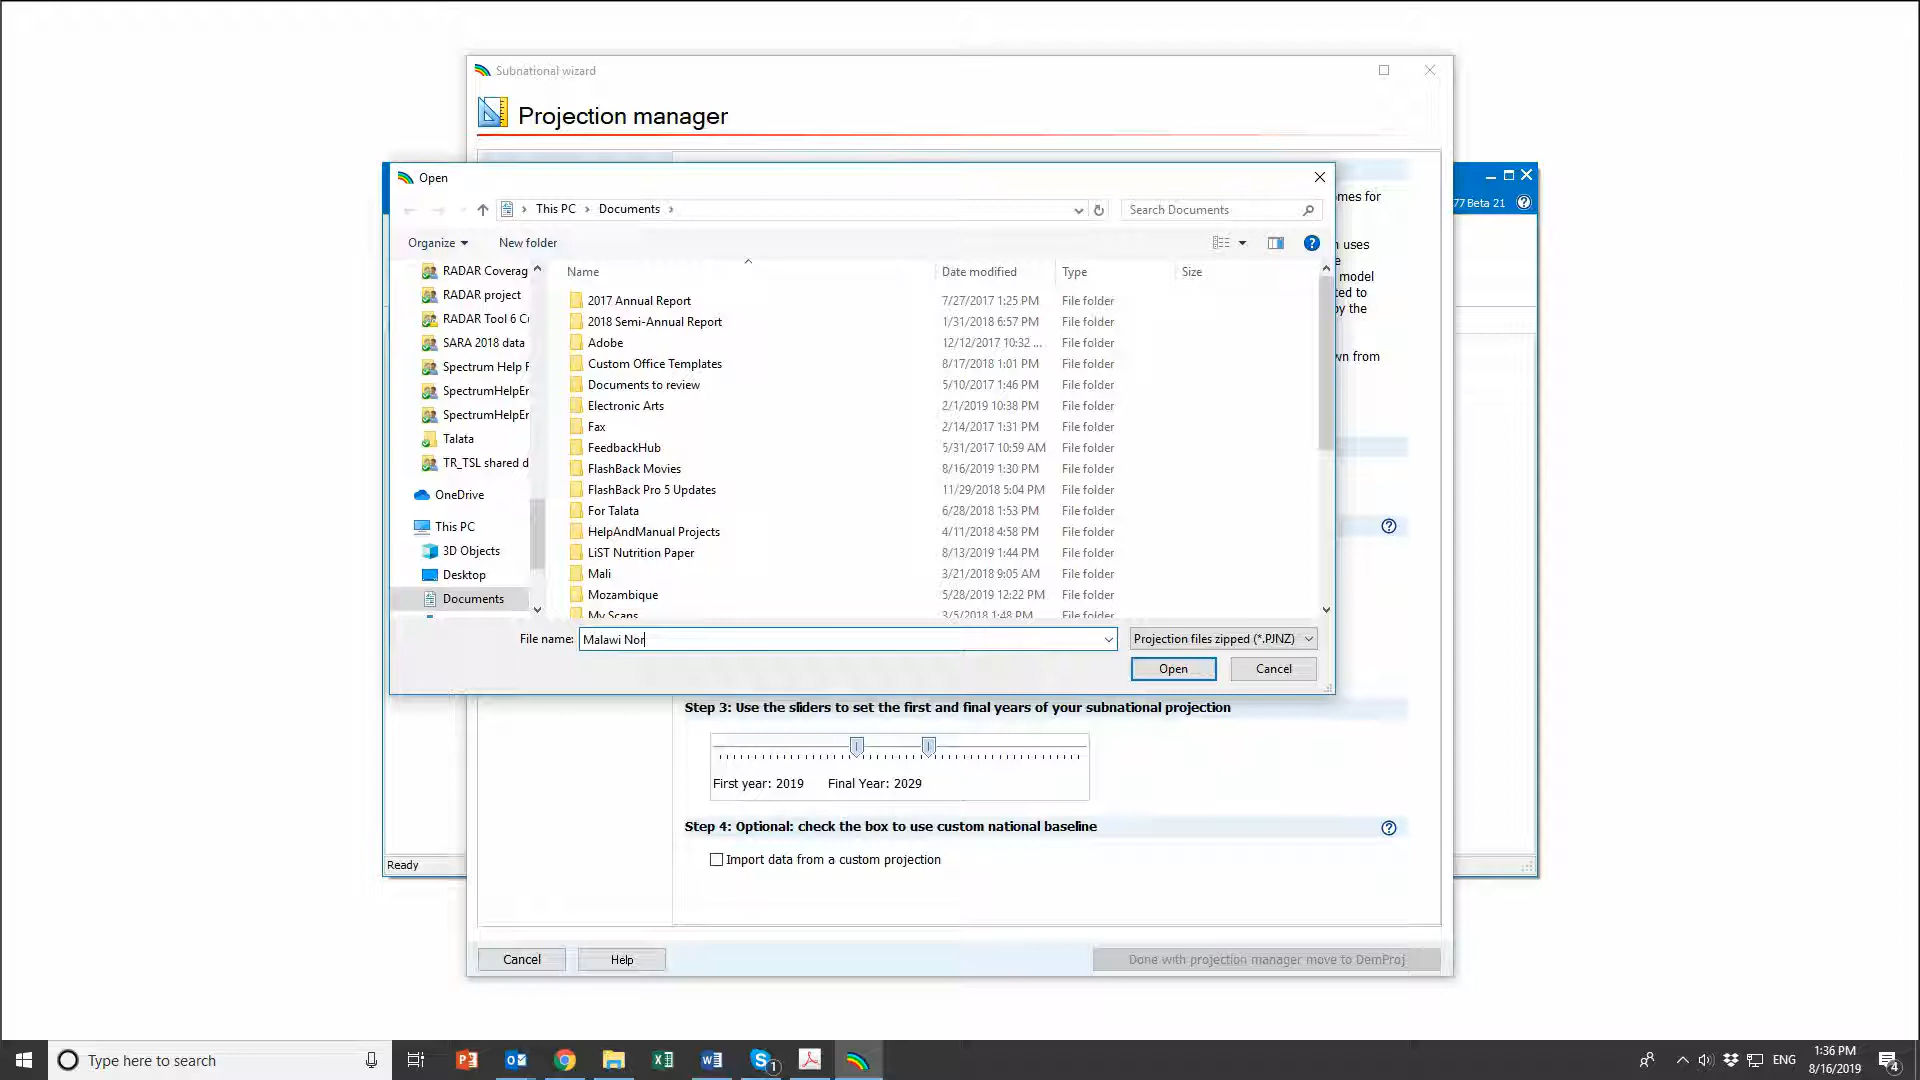 Subnational wizard
Projection manager
Open
This PC > Documents >
Search Documents
Organize
New folder
omes for
77 Beta 21
n uses
e
model
ted to
by the
wn from
RADAR Coverag
RADAR project
RADAR Tool 6 C
SARA 2018 data
Spectrum Help F
SpectrumHelpEr
SpectrumHelpEr
Talata
TR_TSL shared d
OneDrive
This PC
3D Objects
Desktop
Documents
Name Date modified Type Size
2017 Annual Report 7/27/2017 1:25 PM File folder
2018 Semi-Annual Report 1/31/2018 6:57 PM File folder
Adobe 12/12/2017 10:32 ... File folder
Custom Office Templates 8/17/2018 1:01 PM File folder
Documents to review 5/10/2017 1:46 PM File folder
Electronic Arts 2/1/2019 10:38 PM File folder
Fax 2/14/2017 1:31 PM File folder
FeedbackHub 5/31/2017 10:59 AM File folder
FlashBack Movies 8/16/2019 1:30 PM File folder
FlashBack Pro 5 Updates 11/29/2018 5:04 PM File folder
For Talata 6/28/2018 1:53 PM File folder
HelpAndManual Projects 4/11/2018 4:58 PM File folder
LiST Nutrition Paper 8/13/2019 1:44 PM File folder
Mali 3/21/2018 9:05 AM File folder
Mozambique 5/28/2019 12:22 PM File folder
My Scans 3/5/2018 1:48 PM File folder
File name: Malawi Nor
Projection files zipped (*.PJNZ)
Open
Cancel
Step 3: Use the sliders to set the first and final years of your subnational projection
First year: 2019 Final Year: 2029
Step 4: Optional: check the box to use custom national baseline
Import data from a custom projection
Ready
Cancel
Help
Done with projection manager move to DemProj
Type here to search
ENG
1:36 PM
8/16/2019
1
4